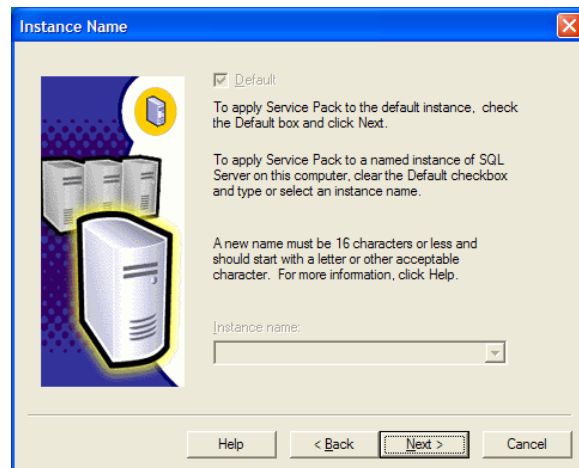 Instance Name
Default
To apply Service Pack to the default instance, check
the Default box and click Next.
To apply Service Pack to a named instance of SQL
Server on this computer, clear the Default checkbox
and type or select an instance name.
A new name must be 16 characters or less and
should start with a letter or other acceptable
character. For more information, click Help.
Instance name:
Help
< Back
Next >
Cancel